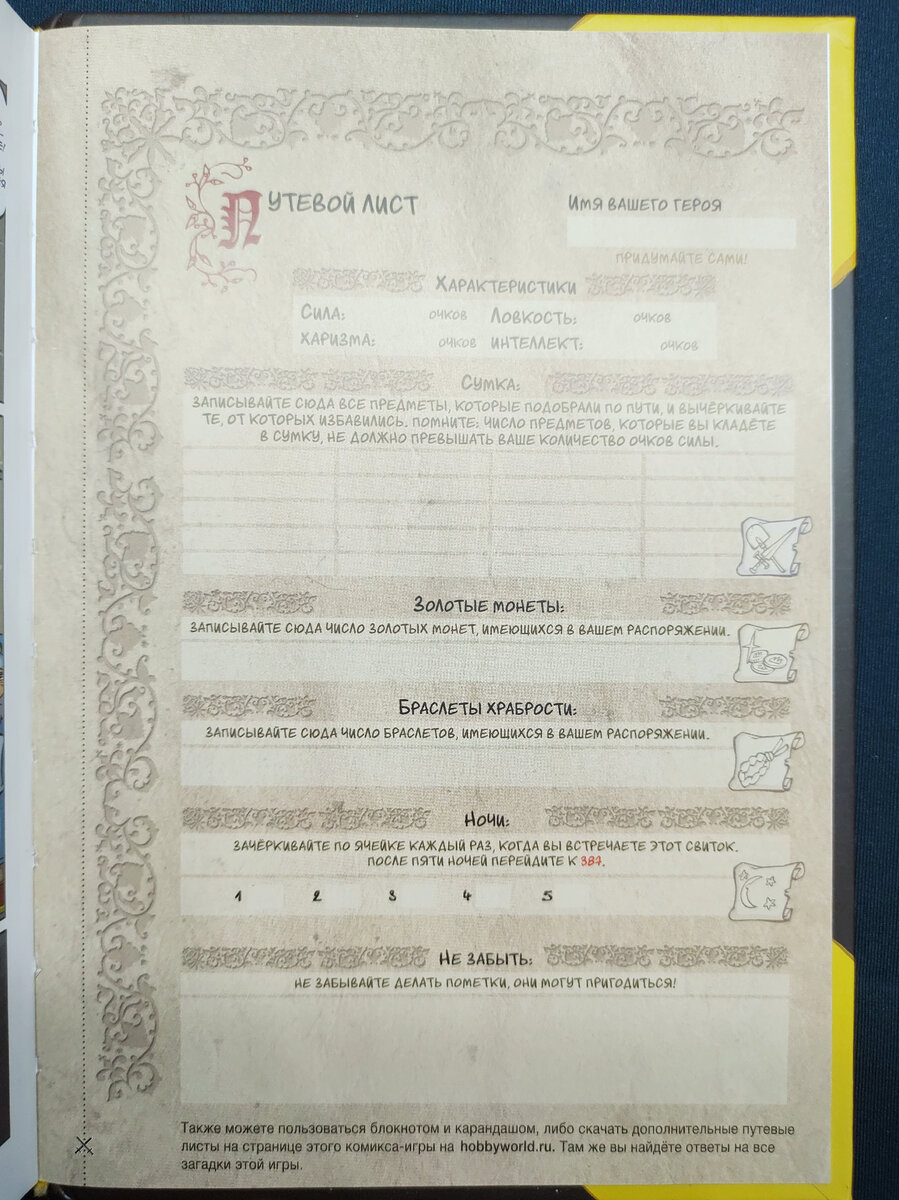 Путевой лист
Имя вашего героя
Придумайте сами!
Характеристики
Сила: очков Ловкость: очков
Харизма: очков Интеллект: очков
Сумка:
Записывайте сюда все предметы, которые подобрали по пути, и вычёркивайте
те, от которых избавились. Помните: число предметов, которые вы кладёте
в сумку, не должно превышать ваше количество очков силы.
Золотые монеты:
Записывайте сюда число золотых монет, имеющихся в вашем распоряжении.
Браслеты храбрости:
Записывайте сюда число браслетов, имеющихся в вашем распоряжении.
Ночи:
Зачёркивайте по ячейке каждый раз, когда вы встречаете этот свиток.
После пяти ночей перейдите к 387.
1 2 3 4 5
Не забыть:
Не забывайте делать пометки, они могут пригодиться!
Также можете пользоваться блокнотом и карандашом, либо скачать дополнительные путевые
листы на странице этого комикса-игры на hobbyworld.ru. Там же вы найдёте ответы на все
загадки этой игры.